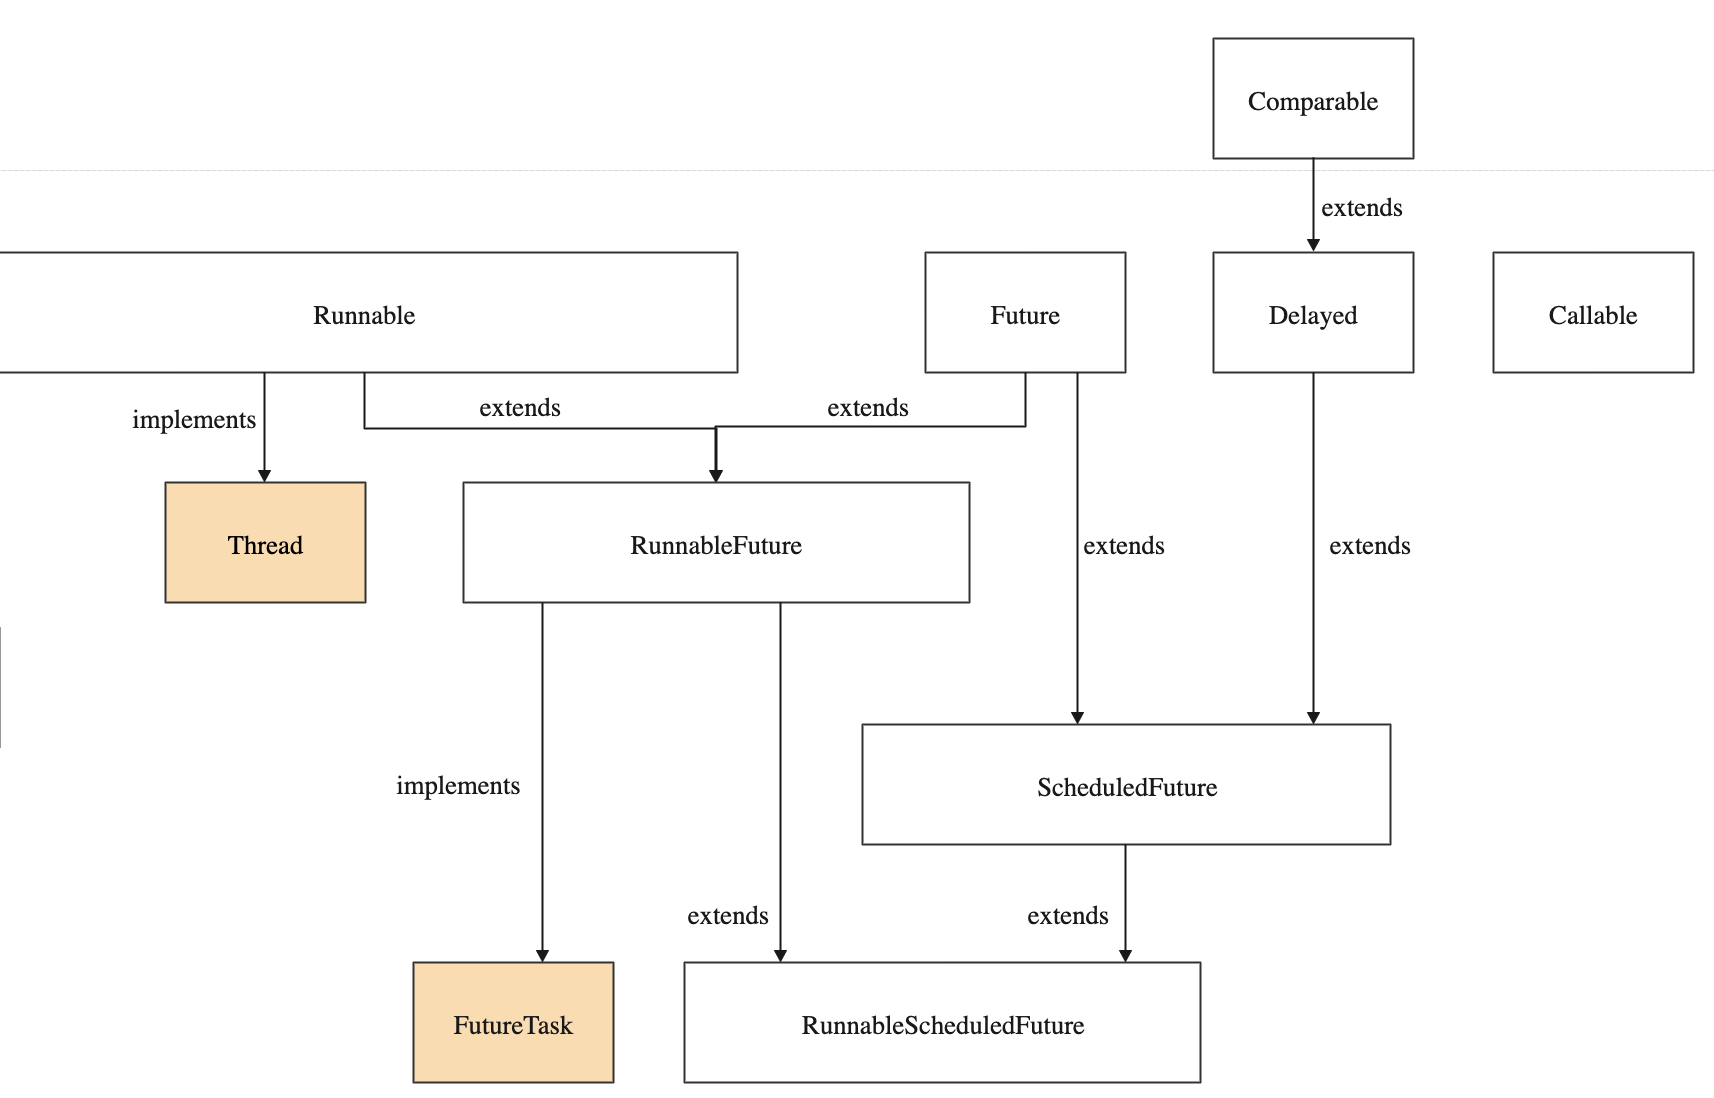 Comparable
extends
Runnable
Future
Delayed
Callable
implements
extends
extends
Thread
RunnableFuture
extends
extends
implements
ScheduledFuture
extends
extends
FutureTask
RunnableScheduledFuture